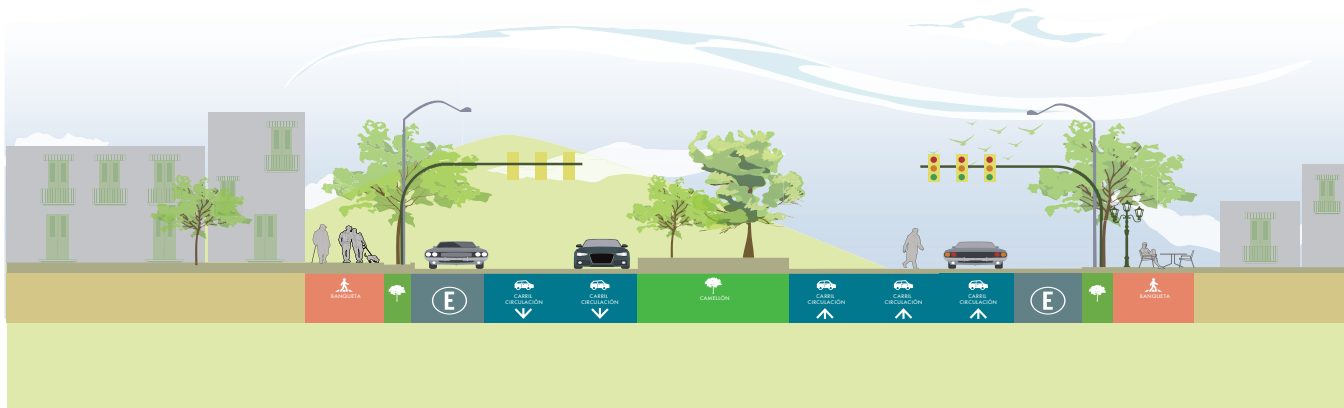 BANQUETA
E
CARRIL
CIRCULACIÓN
CARRIL
CIRCULACIÓN
CAMELLÓN
CARRIL
CIRCULACIÓN
CARRIL
CIRCULACIÓN
CARRIL
CIRCULACIÓN
E
BANQUETA